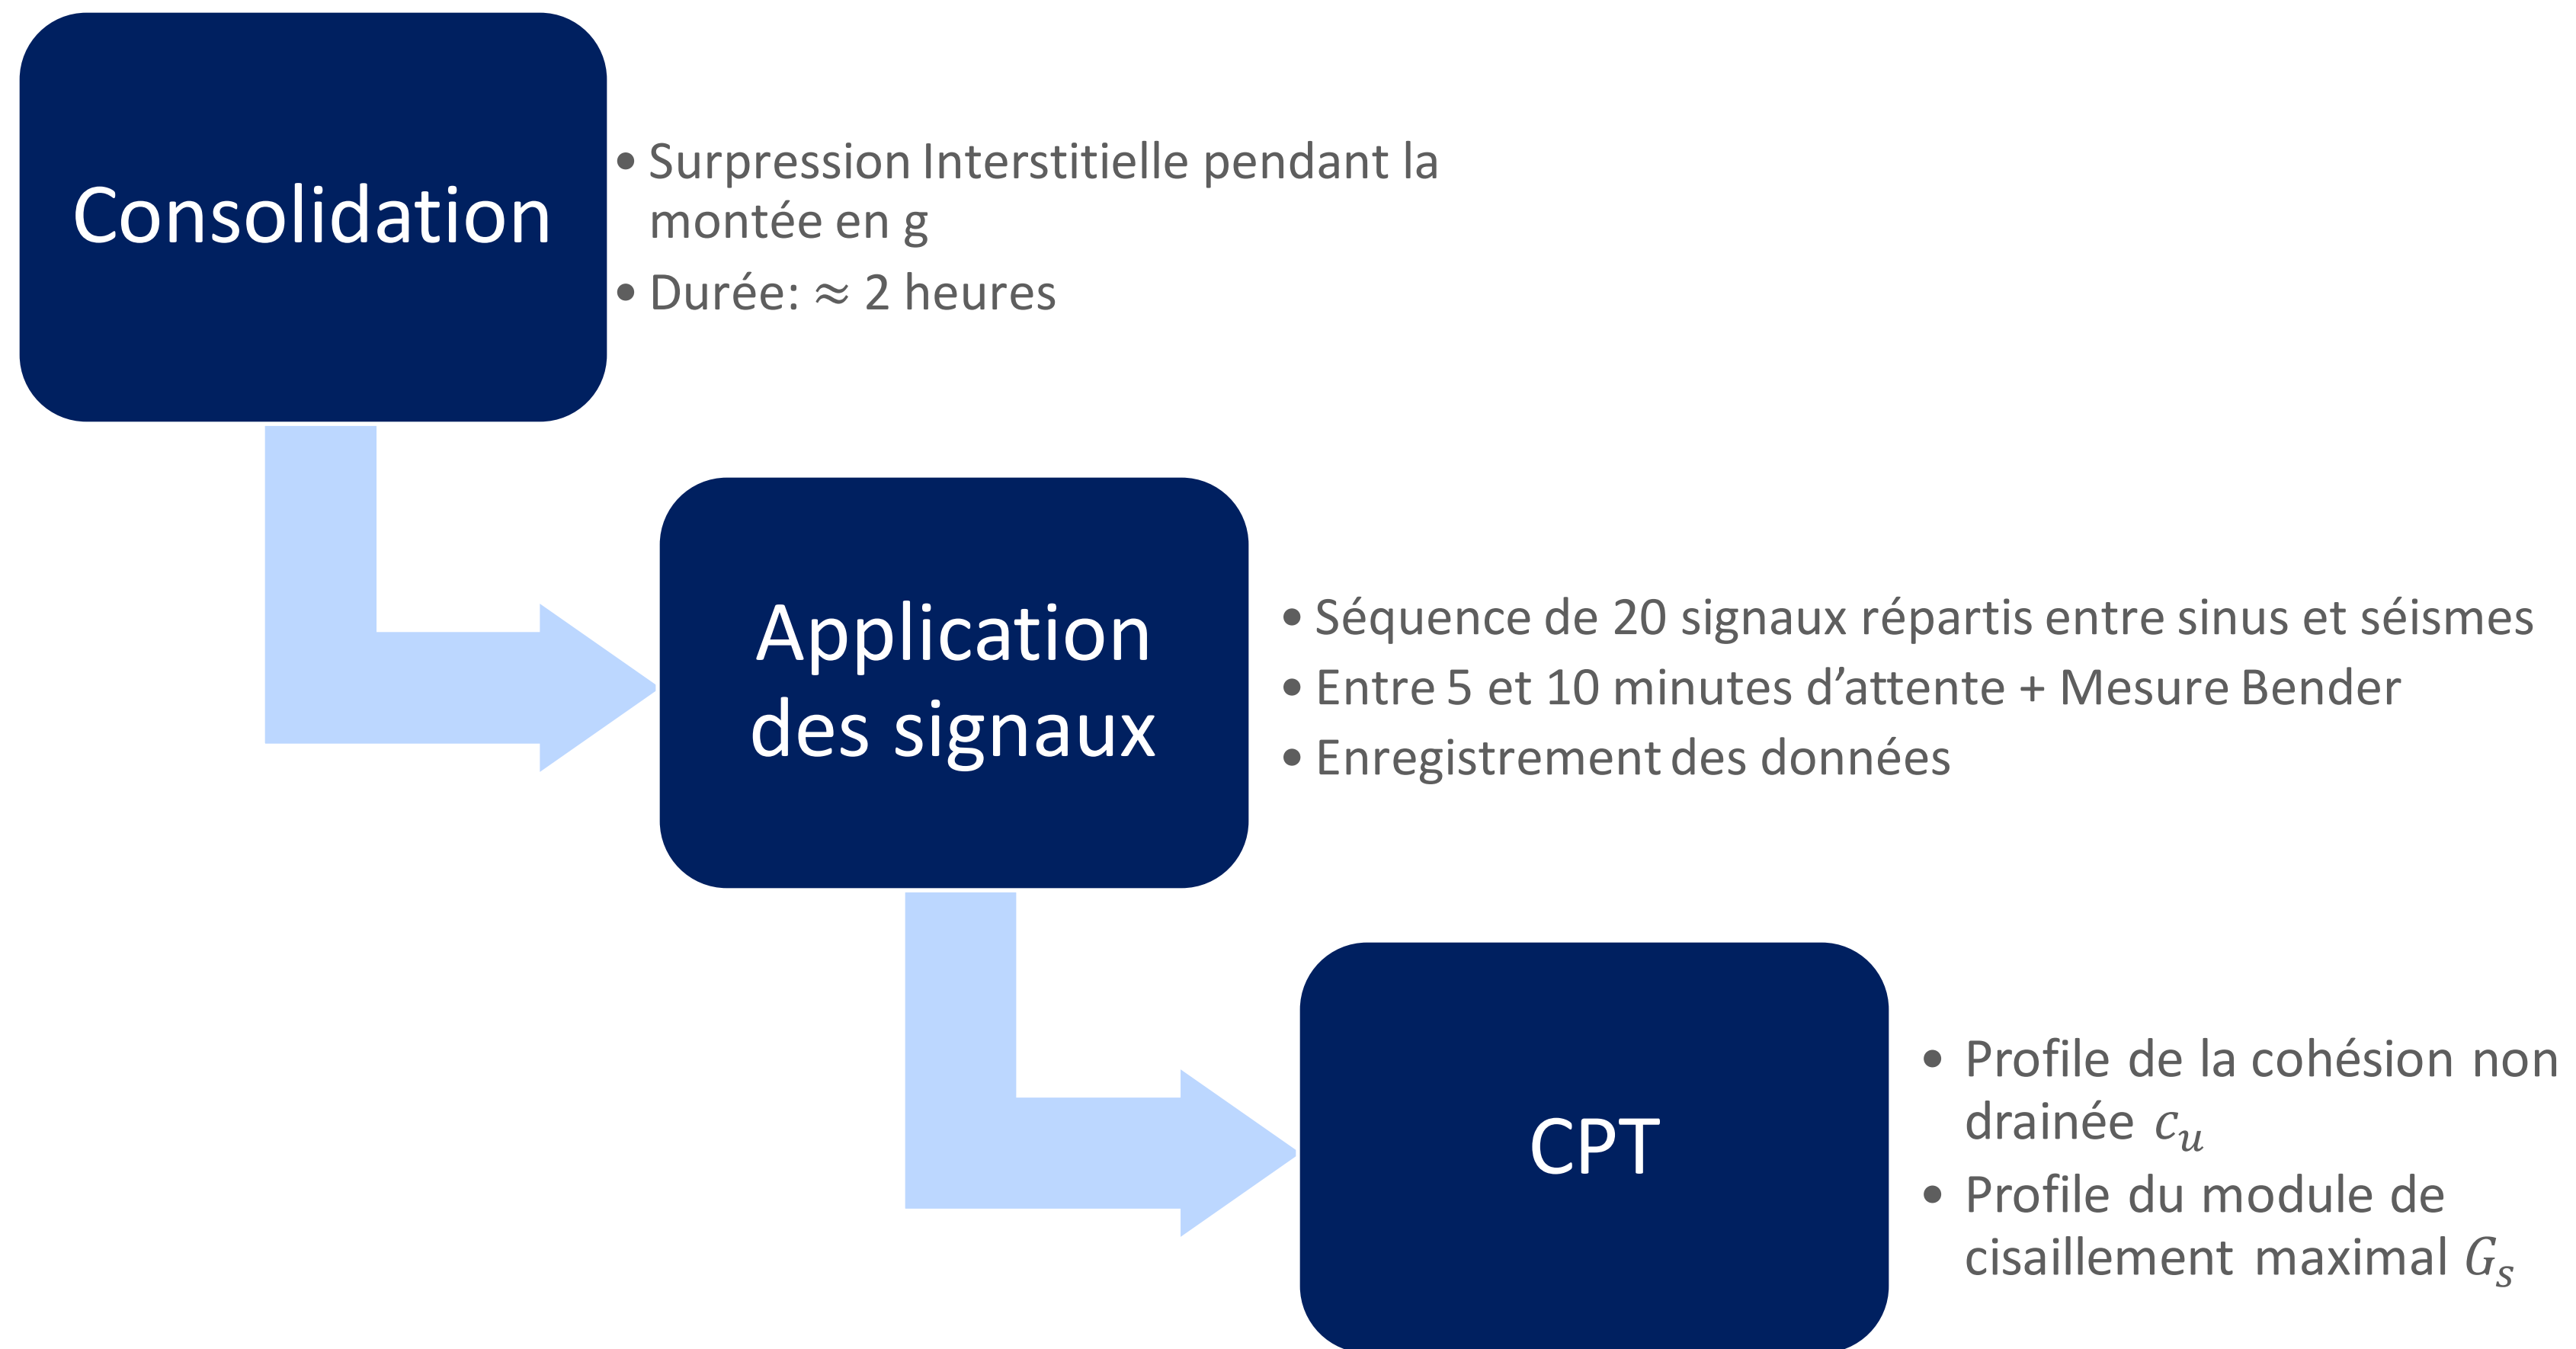 Consolidation
• Surpression Interstitielle pendant la
montée en g
• Durée: ≈ 2 heures
Application
des signaux
• Séquence de 20 signaux répartis entre sinus et séismes
• Entre 5 et 10 minutes d’attente + Mesure Bender
• Enregistrement des données
CPT
• Profile de la cohésion non
drainée c_u
• Profile du module de
cisaillement maximal G_s